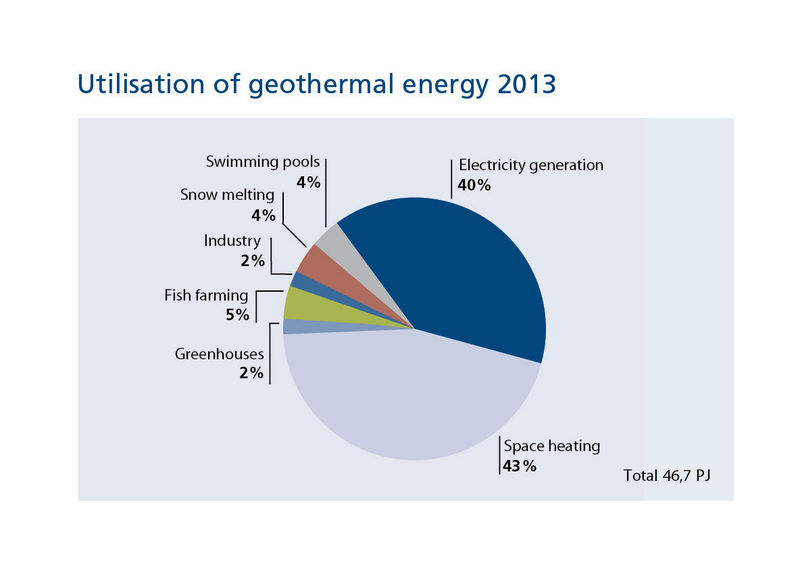 Utilisation of geothermal energy 2013
Swimming pools
4%
Electricity generation
40%
Snow melting
4%
Industry
2%
Fish farming
5%
Greenhouses
2%
Space heating
43%
Total 46,7 PJ